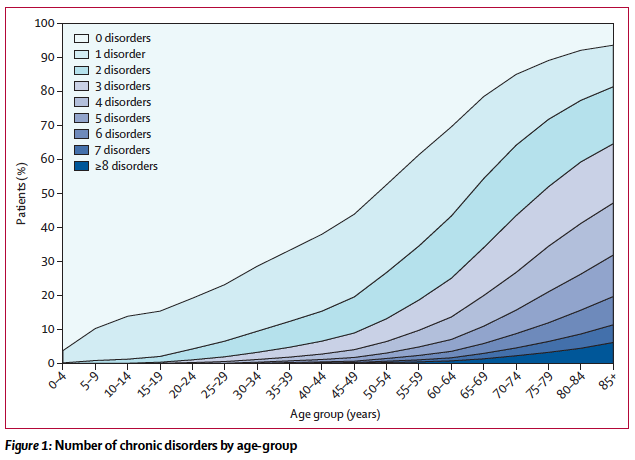 100
90
80
70
60
50
40
30
20
10
0
Patients (%)
0 disorders
1 disorder
2 disorders
3 disorders
4 disorders
5 disorders
6 disorders
7 disorders
≥8 disorders
0–4
5–9
10–14
15–19
20–24
25–29
30–34
35–39
40–44
45–49
50–54
55–59
60–64
65–69
70–74
75–79
80–84
85+
Age group (years)
Figure 1: Number of chronic disorders by age-group